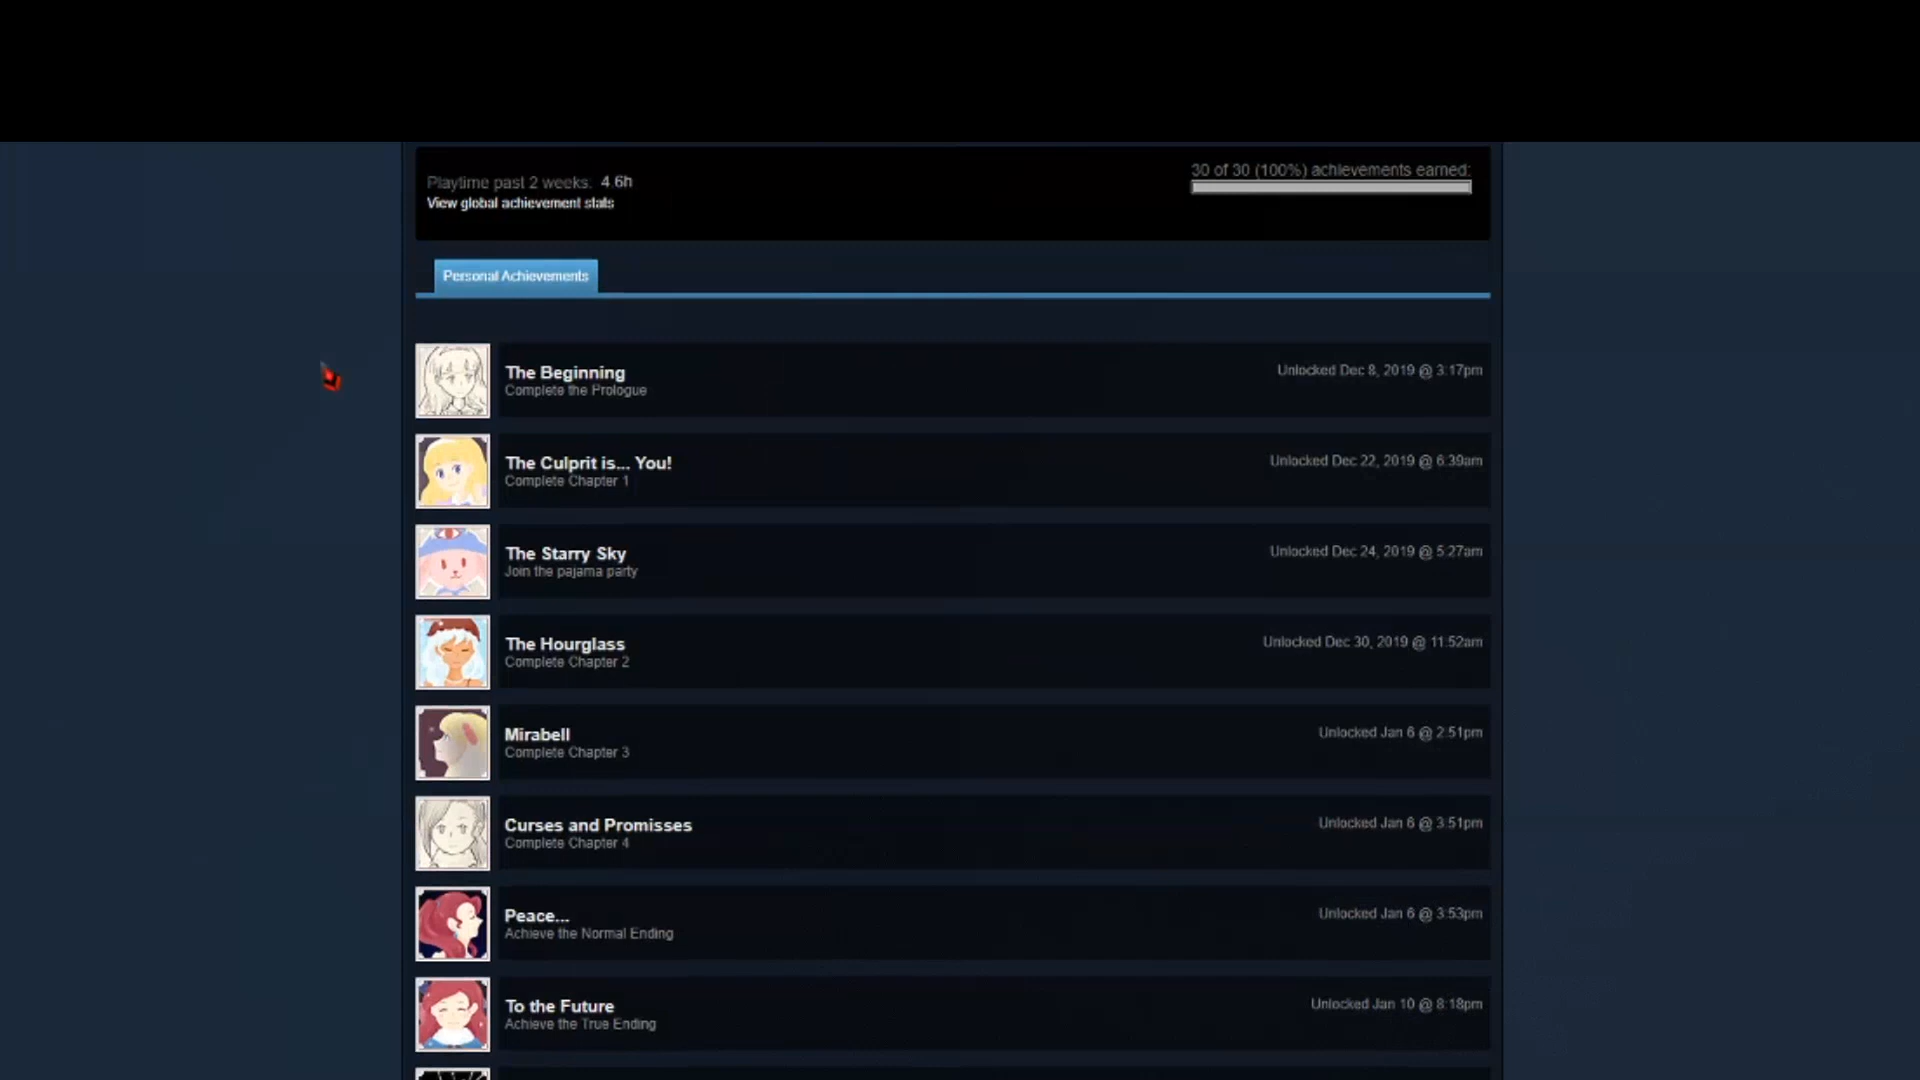 Playtime past 2 weeks: 4.6h
30 of 30 (100%) achievements earned:
View global achievement stats
Personal Achievements
The Beginning
Complete the Prologue
Unlocked Dec 8, 2019 @ 3:17pm
The Culprit is... You!
Complete Chapter 1
Unlocked Dec 22, 2019 @ 6:39am
The Starry Sky
Join the pajama party
Unlocked Dec 24, 2019 @ 5:27am
The Hourglass
Complete Chapter 2
Unlocked Dec 30, 2019 @ 11:52am
Mirabell
Complete Chapter 3
Unlocked Jan 6 @ 2:51pm
Curses and Promisses
Complete Chapter 4
Unlocked Jan 6 @ 3:51pm
Peace...
Achieve the Normal Ending
Unlocked Jan 6 @ 3:53pm
To the Future
Achieve the True Ending
Unlocked Jan 10 @ 8:18pm